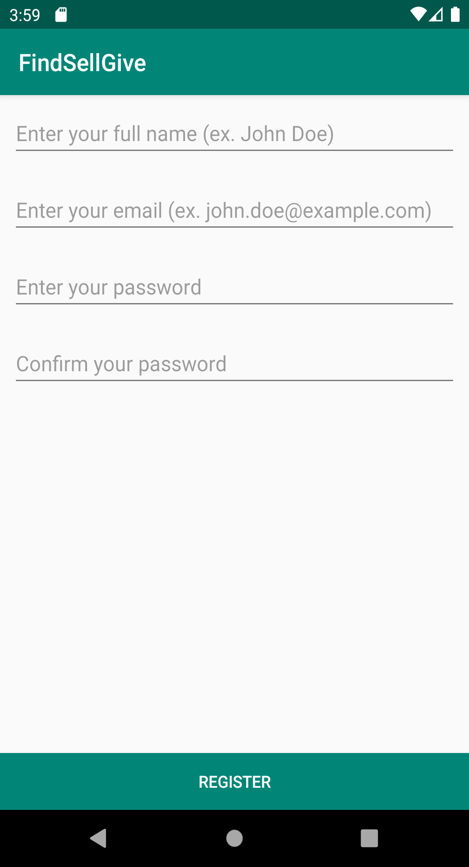 3:59
FindSellGive
Enter your full name (ex. John Doe)
Enter your email (ex. john.doe@example.com)
Enter your password
Confirm your password
REGISTER